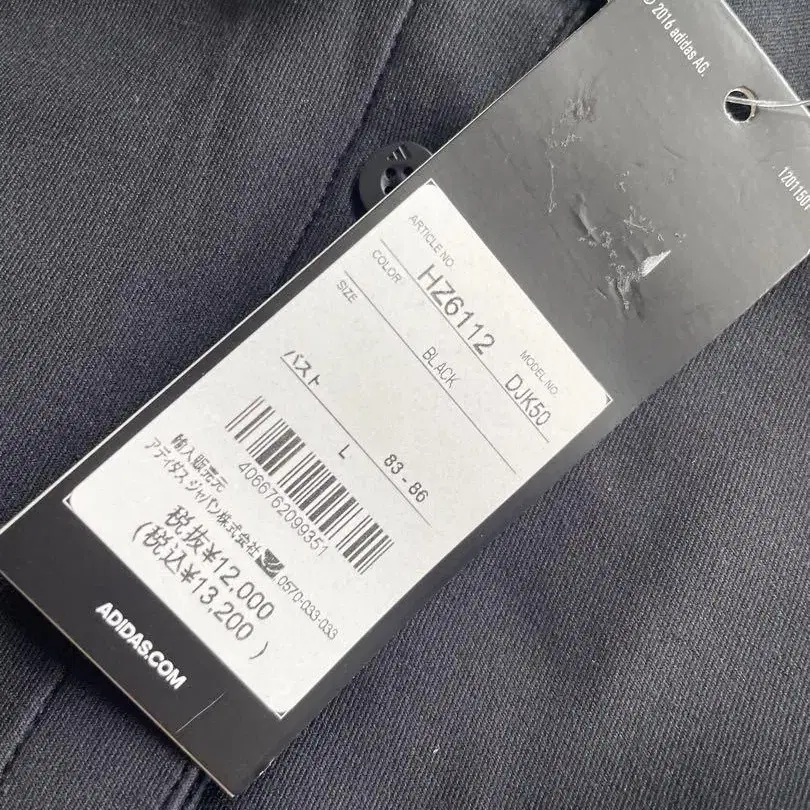 © 2016 adidas AG.
1201150
ARTICLE NO.
HZ6112
MODEL NO.
DJK50
COLOR
BLACK
SIZE
バスト
L
83 - 86
4066762099351
輸入販売元
アディダス ジャパン株式会社
0570-033-033
税抜¥12,000
(税込¥13,200 )
ADIDAS.COM